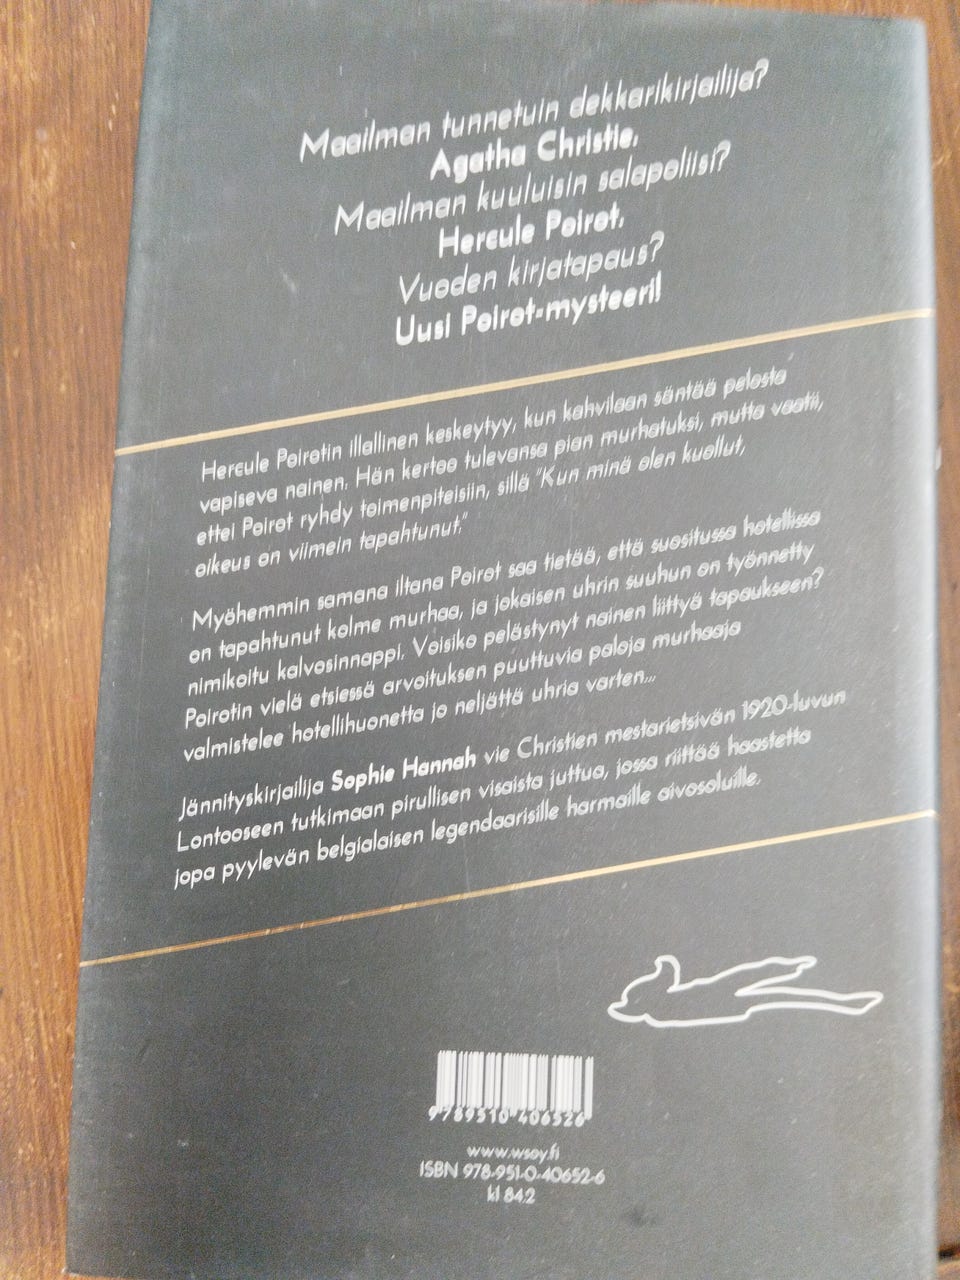 Maailman tunnetuin dekkarikirjailija?
Agatha Christie.
Maailman kuuluisin salapoliisi?
Hercule Poirot.
Vuoden kirjatapaus?
Uusi Poirot-mysteeri!
Hercule Poirotin illallinen keskeytyy, kun kahvilaan säntää pelosta
vapiseva nainen. Hän kertoo tulevansa pian murhatuksi, mutta vaatii,
ettei Poirot ryhdy toimenpiteisiin, sillä "Kun minä olen kuollut,
oikeus on viimein tapahtunut."
Myöhemmin samana iltana Poirot saa tietää, että suositussa hotellissa
on tapahtunut kolme murhaa, ja jokaisen uhrin suuhun on työnnetty
nimikoitu kalvosinnappi. Voisiko pelästynyt nainen liittyä tapaukseen?
Poirotin vielä etsiessä arvoituksen puuttuvia paloja murhaaja
valmistelee hotellihuonetta jo neljättä uhria varten...
Jännityskirjailija Sophie Hannah vie Christien mestarietsivän 1920-luvun
Lontooseen tutkimaan pirullisen visaista juttua, jossa riittää haastetta
jopa pyylevän belgialaisen legendaarisille harmaille aivosoluille.
9 789510 406526
www.wsoy.fi
ISBN 978-951-0-40652-6
kl 84.2